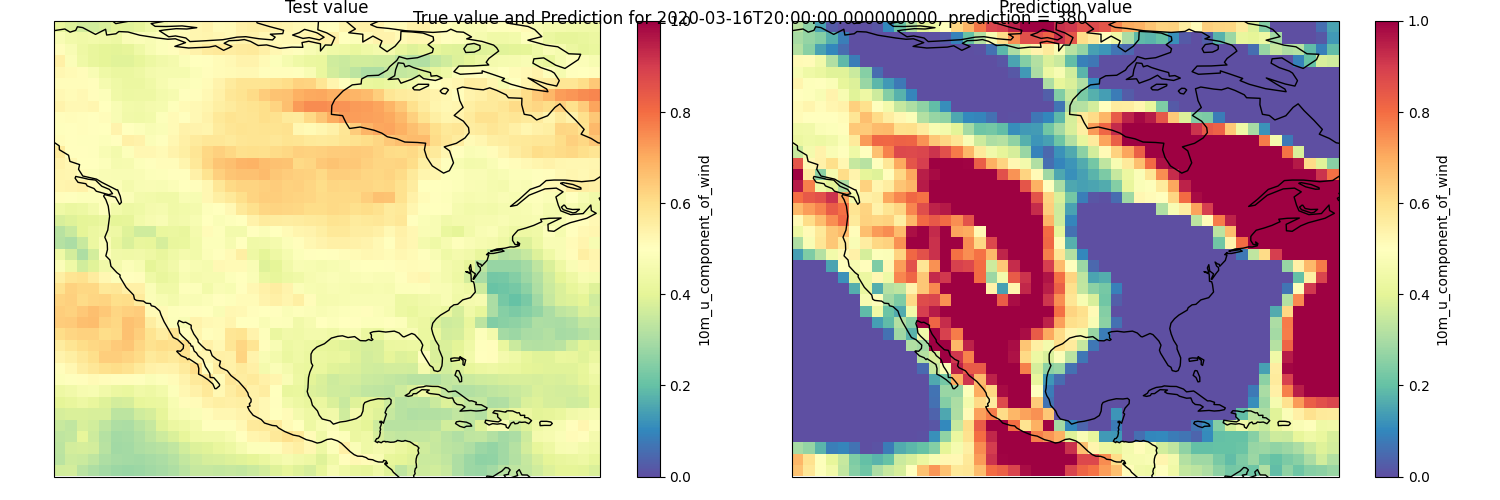 Test value
True value and Prediction for 2020-03-16T20:00:00.000000000, prediction = 380
Prediction value
1.0
0.8
0.6
0.4
0.2
0.0
10m_u_component_of_wind
1.0
0.8
0.6
0.4
0.2
0.0
10m_u_component_of_wind